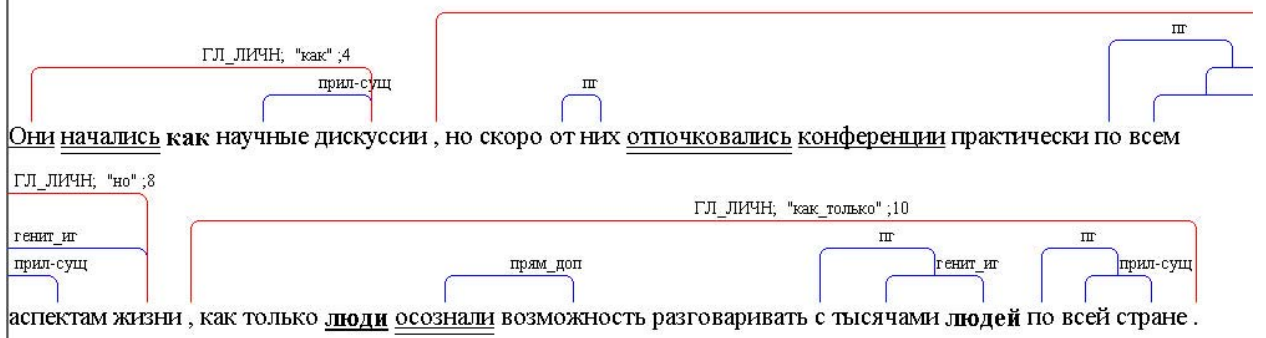 пг
ГЛ_ЛИЧН; "как" ;4
прил-сущ пг
Они начались как научные дискуссии , но скоро от них отпочковались конференции практически по всем
ГЛ_ЛИЧН; "но" ;8
ГЛ_ЛИЧН; "как_только" ;10
генит_иг пг пг
прил-сущ прям_доп генит_иг прил-сущ
аспектам жизни , как только люди осознали возможность разговаривать с тысячами людей по всей стране .